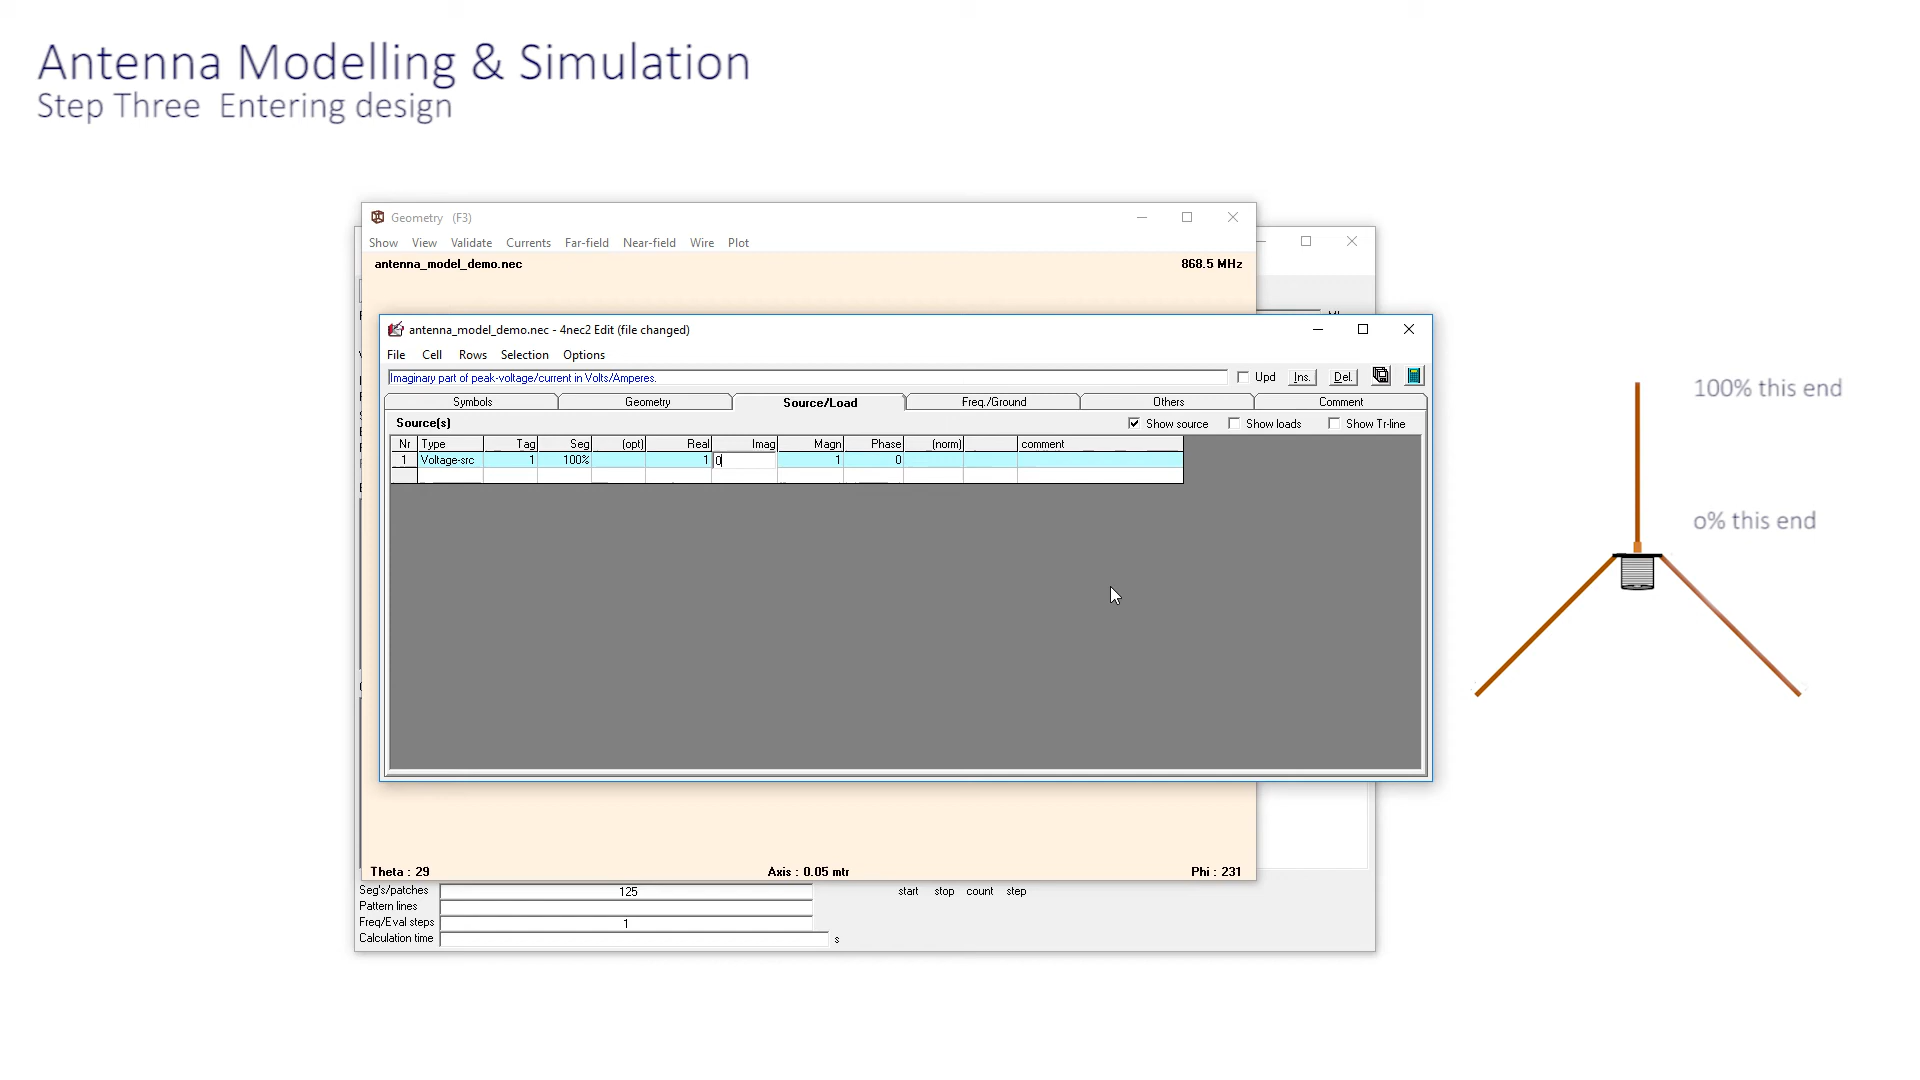 Antenna Modelling & Simulation
Step Three Entering design
Geometry (F3)
Show View Validate Currents Far-field Near-field Wire Plot
antenna_model_demo.nec 868.5 MHz
antenna_model_demo.nec - 4nec2 Edit (file changed)
File Cell Rows Selection Options
Imaginary part of peak-voltage/current in Volts/Amperes. Upd Ins. Del.
Symbols Geometry Source/Load Freq./Ground Others Comment
Source(s) Show source Show loads Show Tr-line
Nr Type Tag Seg (opt) Real Imag Magn Phase (norm) comment
1 Voltage-src 1 100% 1 0 1 0
100% this end
o% this end
Theta : 29 Axis : 0.05 mtr Phi : 231
Seg's/patches 125 start stop count step
Pattern lines
Freq/Eval steps 1
Calculation time s